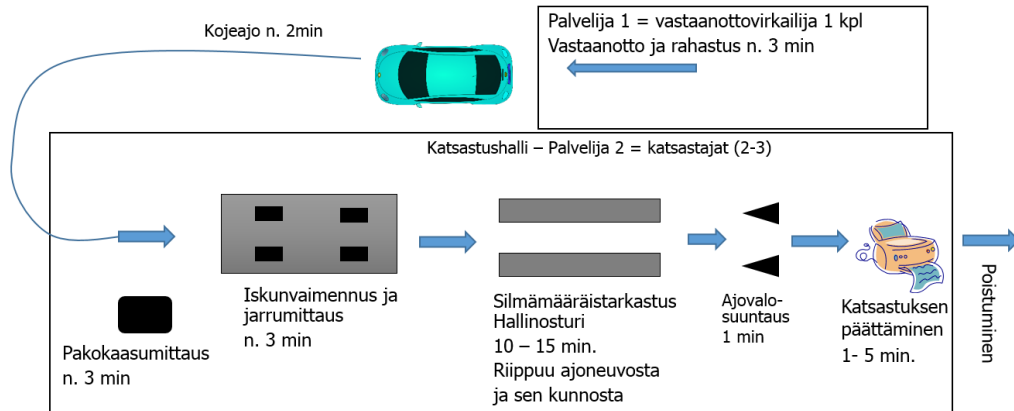 Kojeajo n. 2min
Palvelija 1 = vastaanottovirkailija 1 kpl
Vastaanotto ja rahastus n. 3 min
Katsastushalli – Palvelija 2 = katsastajat (2-3)
Pakokaasumittaus
n. 3 min
Iskunvaimennus ja
jarrumittaus
n. 3 min
Silmämääräistarkastus
Hallinosturi
10 – 15 min.
Riippuu ajoneuvosta
ja sen kunnosta
Ajovalo-
suuntaus
1 min
Katsastuksen
päättäminen
1- 5 min.
Poistuminen